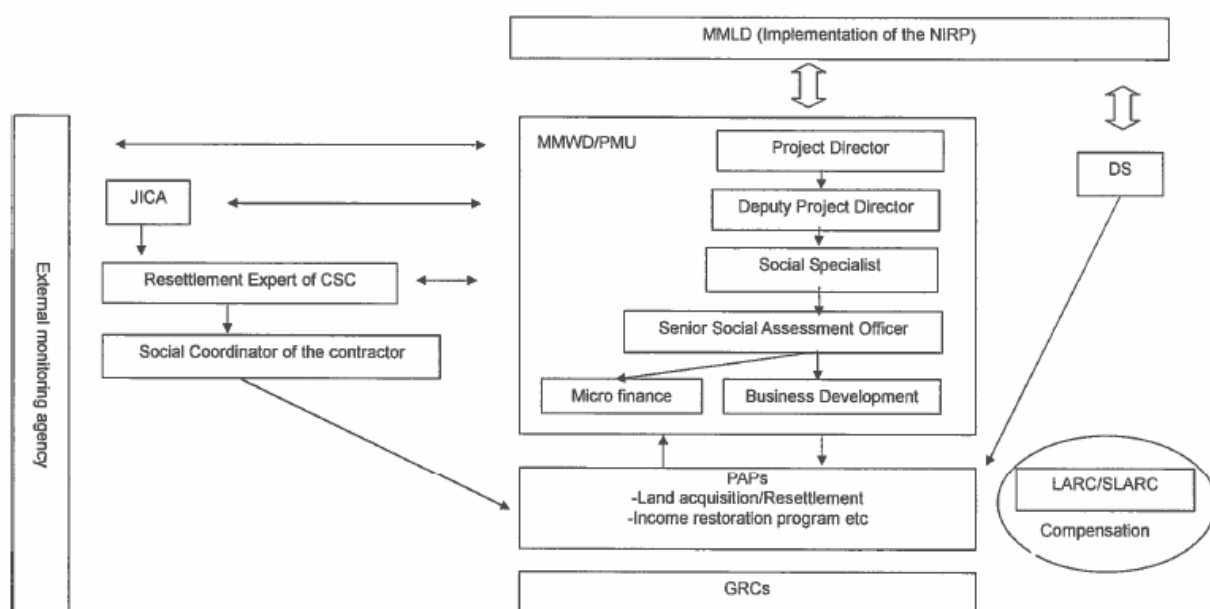 MMLD (Implementation of the NIRP)
MMWD/PMU
Project Director
DS
JICA
Deputy Project Director
External monitoring agency
Resettlement Expert of CSC
Social Specialist
Social Coordinator of the contractor
Senior Social Assessment Officer
Micro finance
Business Development
PAPs
-Land acquisition/Resettlement
-Income restoration program etc
LARC/SLARC
Compensation
GRCs